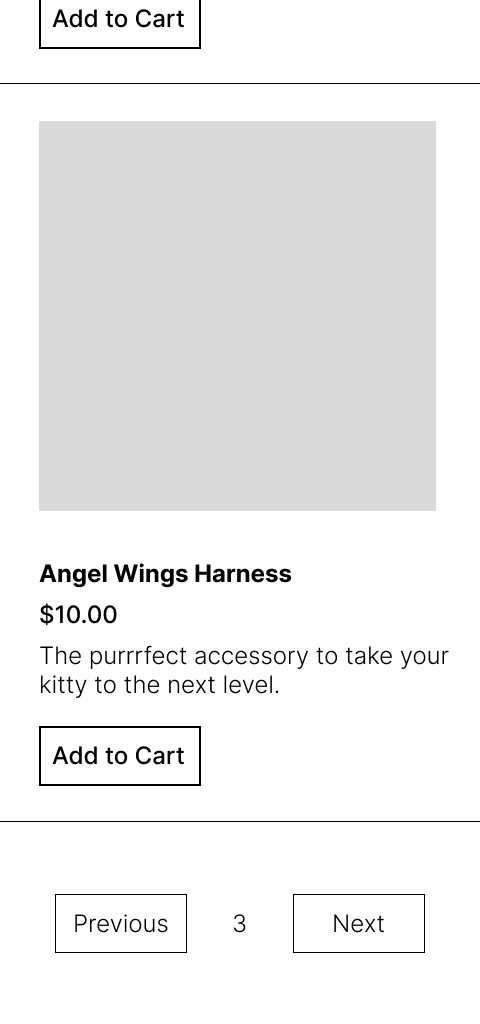 Add to Cart
Angel Wings Harness
$10.00
The purrrfect accessory to take your
kitty to the next level.
Add to Cart
Previous 3 Next